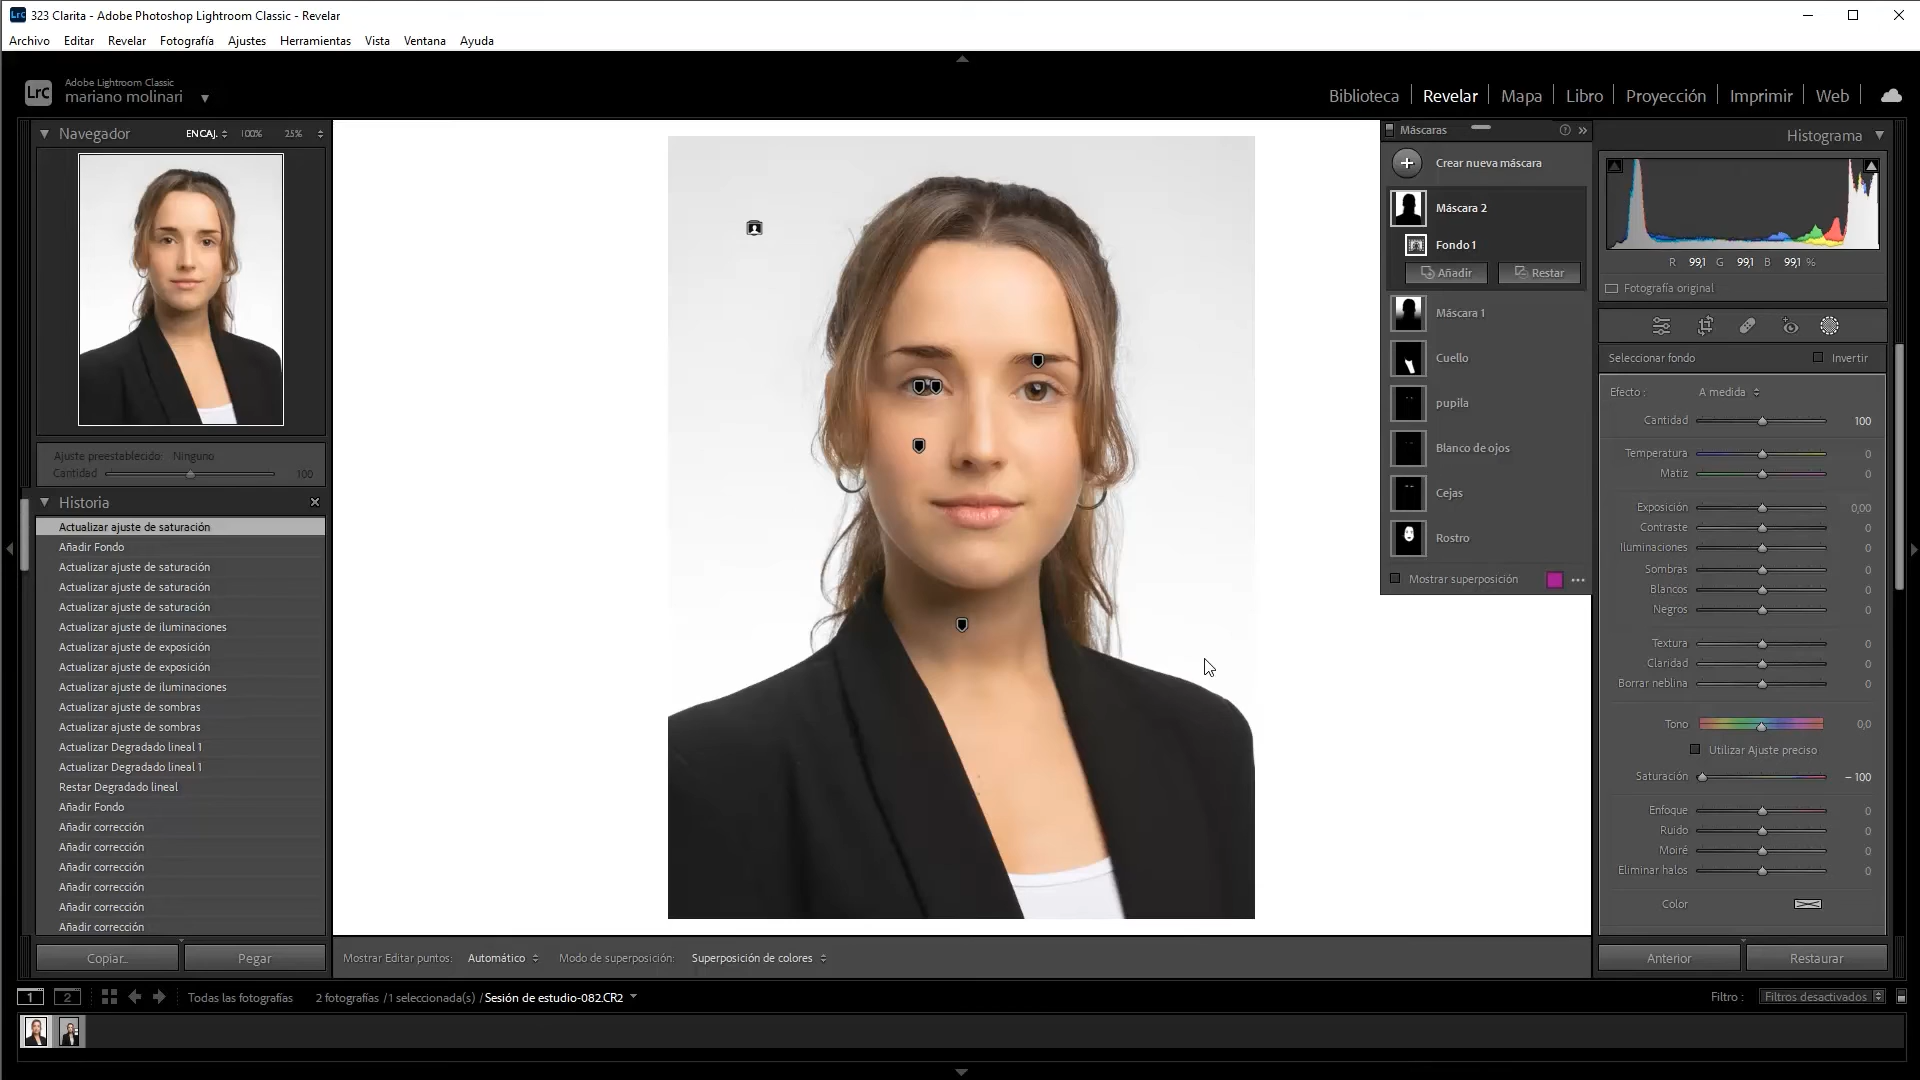 Lrc 323 Clarita - Adobe Photoshop Lightroom Classic - Revelar
Archivo Editar Revelar Fotografía Ajustes Herramientas Vista Ventana Ayuda
LrC
Adobe Lightroom Classic
mariano molinari
Biblioteca Revelar Mapa Libro Proyección Imprimir Web
Navegador ENCAJ. 100% 25%
Ajuste preestablecido: Ninguno
Cantidad 100
Historia
Actualizar ajuste de saturación
Añadir Fondo
Actualizar ajuste de saturación
Actualizar ajuste de saturación
Actualizar ajuste de saturación
Actualizar ajuste de iluminaciones
Actualizar ajuste de exposición
Actualizar ajuste de exposición
Actualizar ajuste de iluminaciones
Actualizar ajuste de sombras
Actualizar ajuste de sombras
Actualizar Degradado lineal 1
Actualizar Degradado lineal 1
Restar Degradado lineal
Añadir Fondo
Añadir corrección
Añadir corrección
Añadir corrección
Añadir corrección
Añadir corrección
Añadir corrección
Copiar... Pegar
Máscaras
Crear nueva máscara
Máscara 2
Fondo 1
Añadir Restar
Máscara 1
Cuello
pupila
Blanco de ojos
Cejas
Rostro
Mostrar superposición
Histograma
R 99,1 G 99,1 B 99,1 %
Fotografía original
Seleccionar fondo Invertir
Efecto : A medida
Cantidad 100
Temperatura 0
Matiz 0
Exposición 0,00
Contraste 0
Iluminaciones 0
Sombras 0
Blancos 0
Negros 0
Textura 0
Claridad 0
Borrar neblina 0
Tono 0,0
Utilizar Ajuste preciso
Saturación – 100
Enfoque 0
Ruido 0
Moiré 0
Eliminar halos 0
Color
Anterior Restaurar
Mostrar Editar puntos: Automático Modo de superposición: Superposición de colores
1 2 Todas las fotografías 2 fotografías /1 seleccionada(s) /Sesión de estudio-082.CR2
Filtro : Filtros desactivados